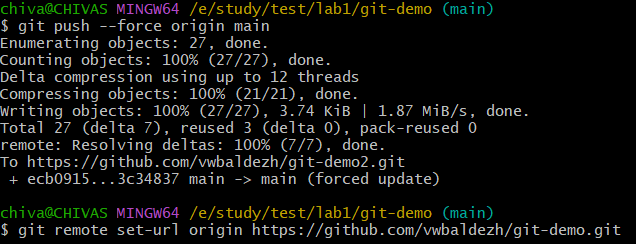 chiva@CHIVAS MINGW64 /e/study/test/lab1/git-demo (main)
$ git push --force origin main
Enumerating objects: 27, done.
Counting objects: 100% (27/27), done.
Delta compression using up to 12 threads
Compressing objects: 100% (21/21), done.
Writing objects: 100% (27/27), 3.74 KiB | 1.87 MiB/s, done.
Total 27 (delta 7), reused 3 (delta 0), pack-reused 0
remote: Resolving deltas: 100% (7/7), done.
To https://github.com/vwbaldezh/git-demo2.git
 + ecb0915...3c34837 main -> main (forced update)
chiva@CHIVAS MINGW64 /e/study/test/lab1/git-demo (main)
$ git remote set-url origin https://github.com/vwbaldezh/git-demo.git